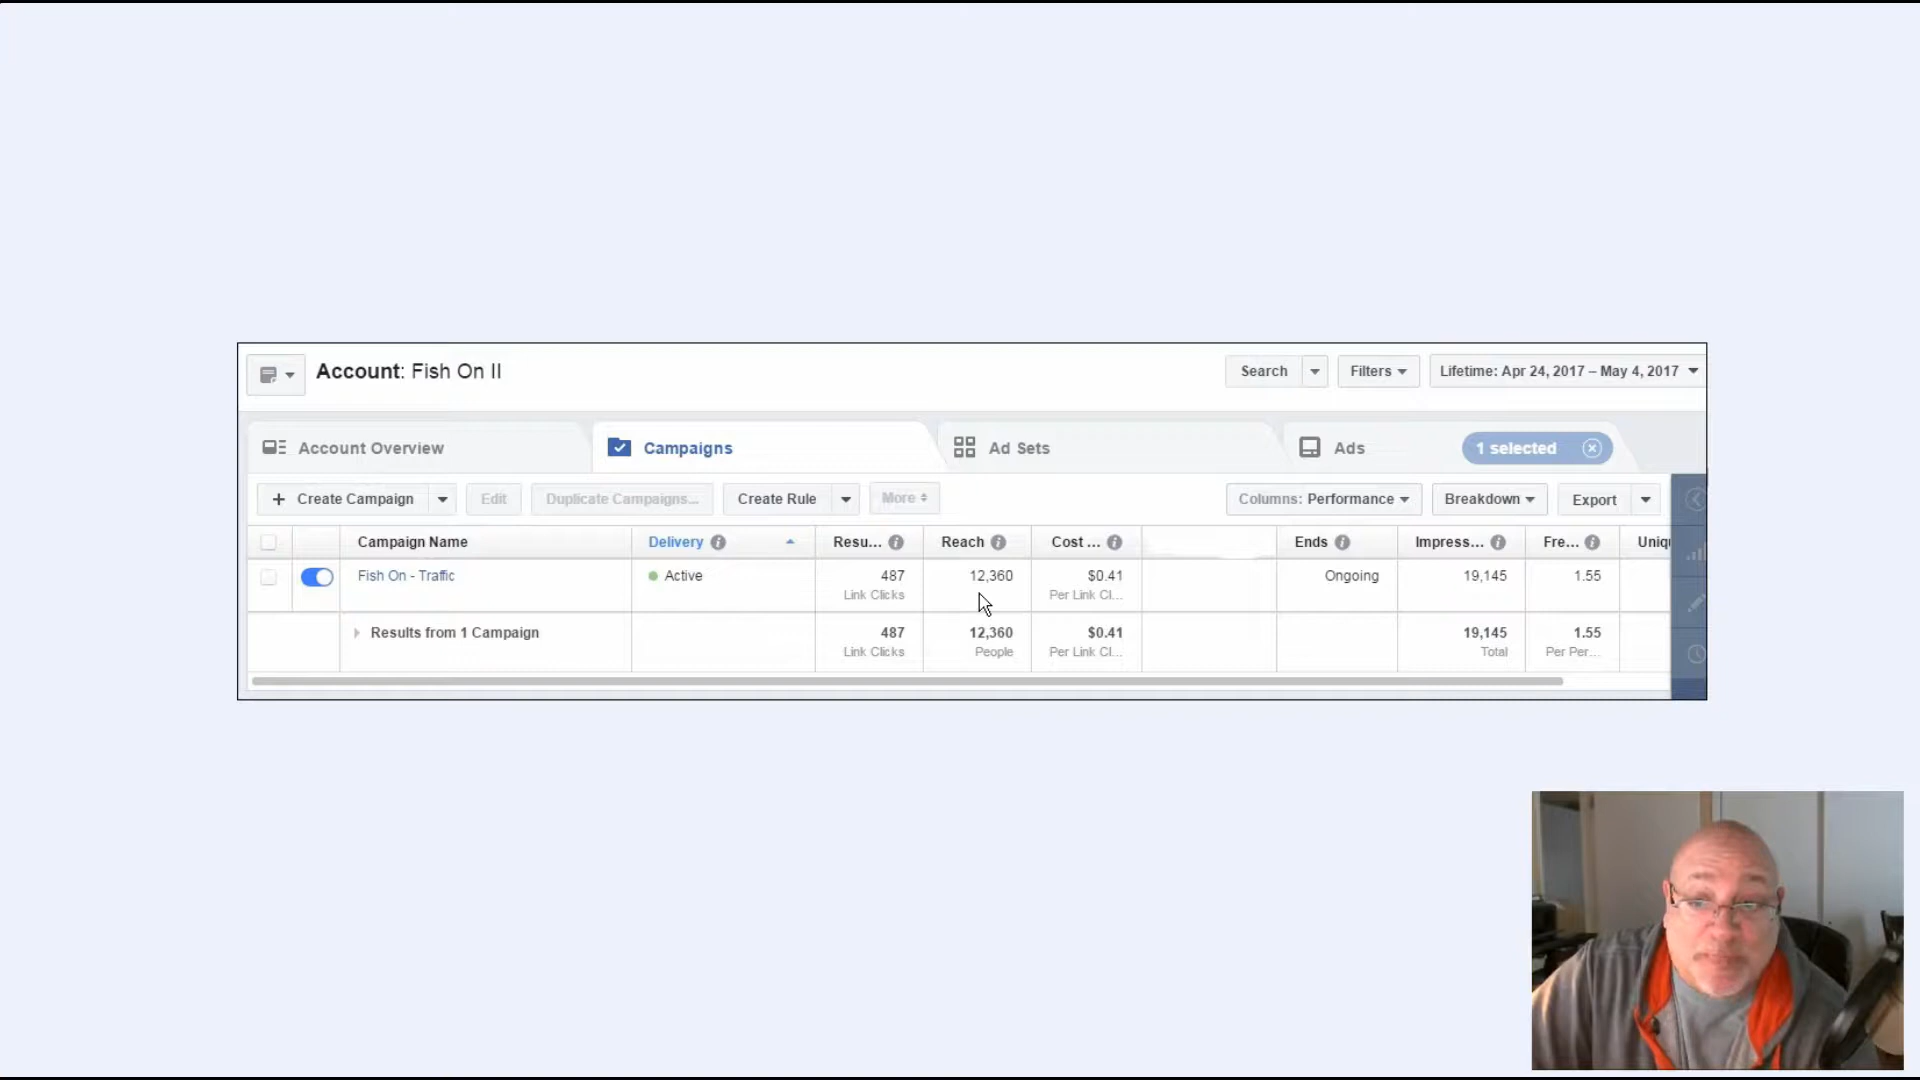 Account: Fish On II
Search
Filters
Lifetime: Apr 24, 2017 – May 4, 2017
Account Overview
Campaigns
Ad Sets
Ads
1 selected
+ Create Campaign
Edit
Duplicate Campaigns...
Create Rule
More
Columns: Performance
Breakdown
Export
Campaign Name
Delivery
Resu...
Reach
Cost ...
Ends
Impress...
Fre...
Uniq
Fish On - Traffic
Active
487
Link Clicks
12,360
$0.41
Per Link Cl...
Ongoing
19,145
1.55
Results from 1 Campaign
487
Link Clicks
12,360
People
$0.41
Per Link Cl...
19,145
Total
1.55
Per Per...